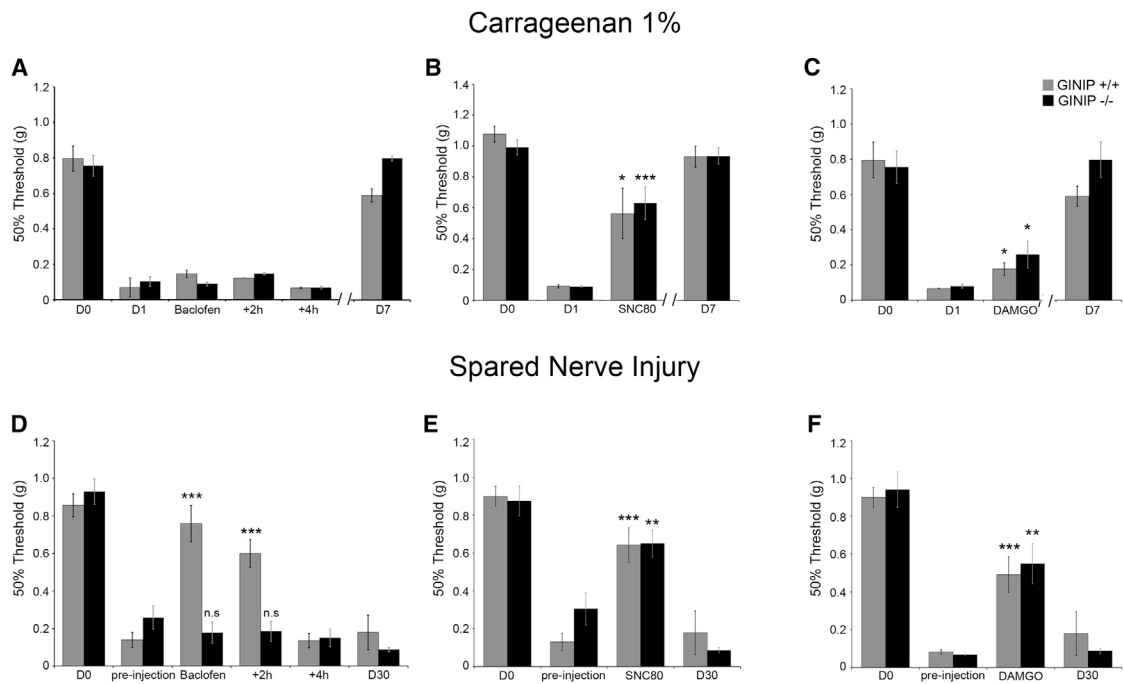 Carrageenan 1%
A
50% Threshold (g)
1.2
1.0
0.8
0.6
0.4
0.2
0
D0 D1 Baclofen +2h +4h // D7
B
50% Threshold (g)
1.4
1.2
1.0
0.8
0.6
0.4
0.2
0
* ***
D0 D1 SNC80 // D7
C
GINIP +/+
GINIP -/-
50% Threshold (g)
1.2
1.0
0.8
0.6
0.4
0.2
0
* *
D0 D1 DAMGO // D7
Spared Nerve Injury
D
50% Threshold (g)
1.2
1.0
0.8
0.6
0.4
0.2
0
*** n.s *** n.s
D0 pre-injection Baclofen +2h +4h D30
E
50% Threshold (g)
1.2
1.0
0.8
0.6
0.4
0.2
0
*** **
D0 pre-injection SNC80 D30
F
50% Threshold (g)
1.2
1.0
0.8
0.6
0.4
0.2
0
*** **
D0 pre-injection DAMGO D30